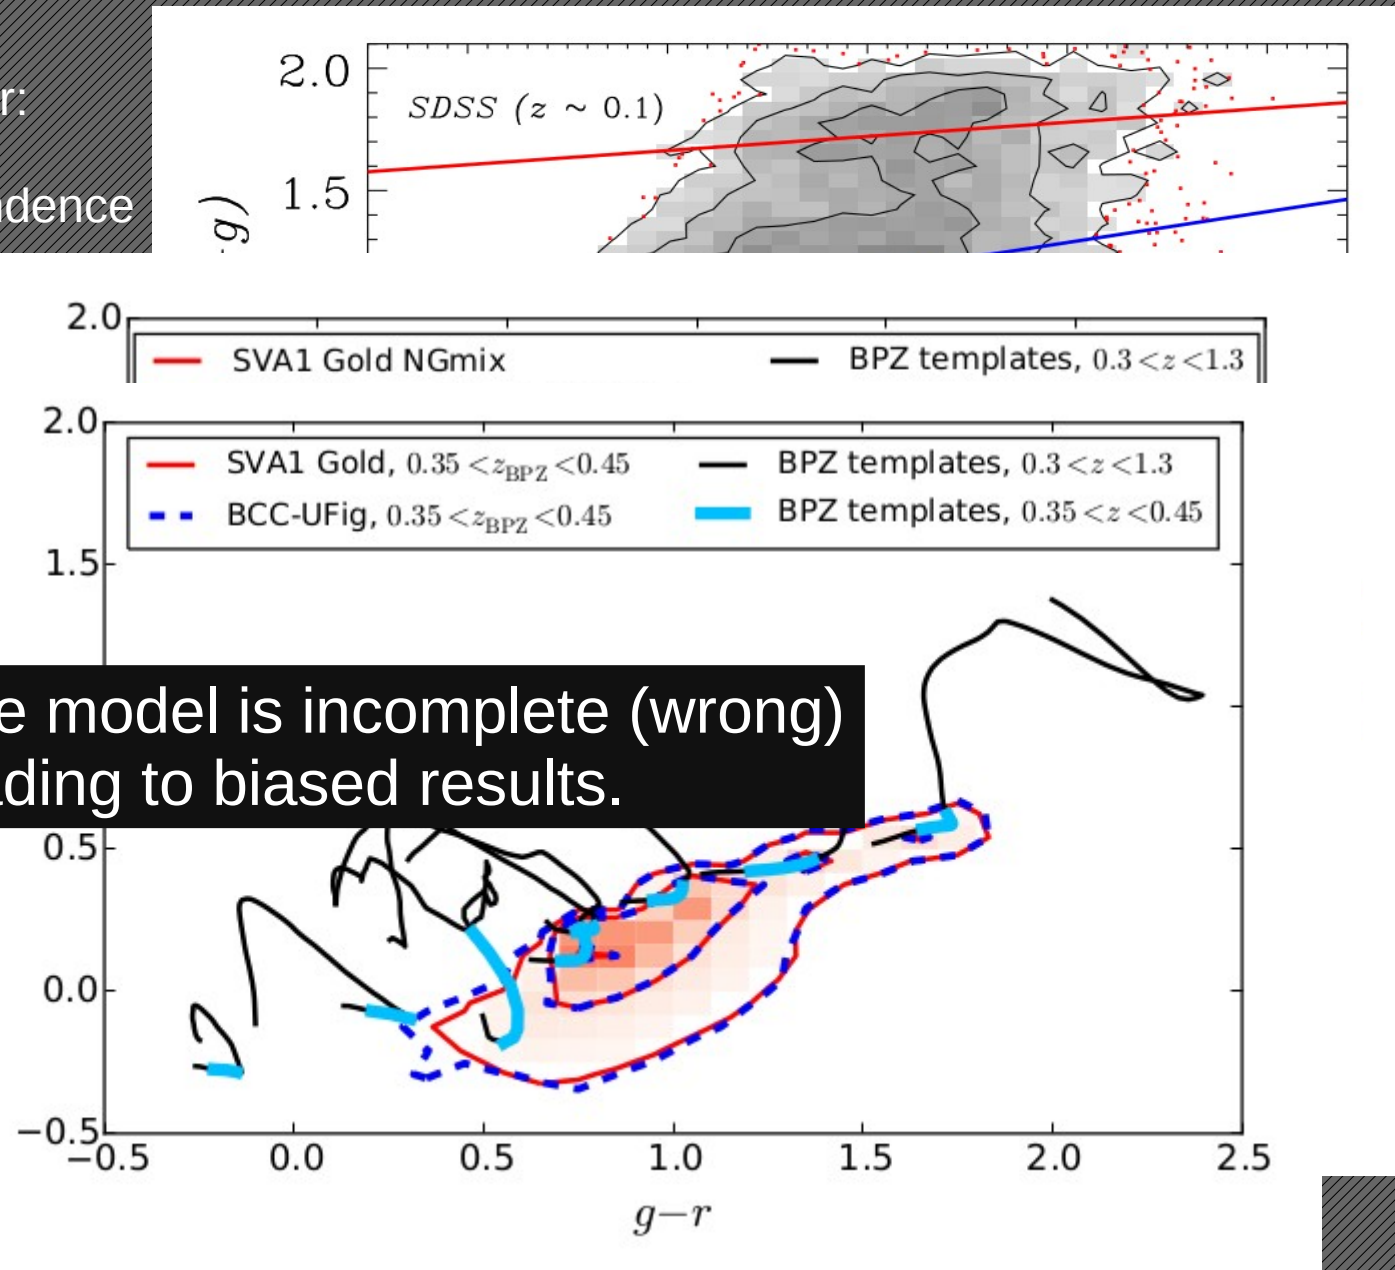 r:
2.0
SDSS (z ~ 0.1)
dence
1.5
g)
2.0
SVA1 Gold NGmix
BPZ templates, 0.3<z<1.3
2.0
SVA1 Gold, 0.35<z_BPZ<0.45
BPZ templates, 0.3<z<1.3
BCC-UFig, 0.35<z_BPZ<0.45
BPZ templates, 0.35<z<0.45
1.5
e model is incomplete (wrong)
ading to biased results.
0.5
0.0
−0.5
−0.5 0.0 0.5 1.0 1.5 2.0 2.5
g−r